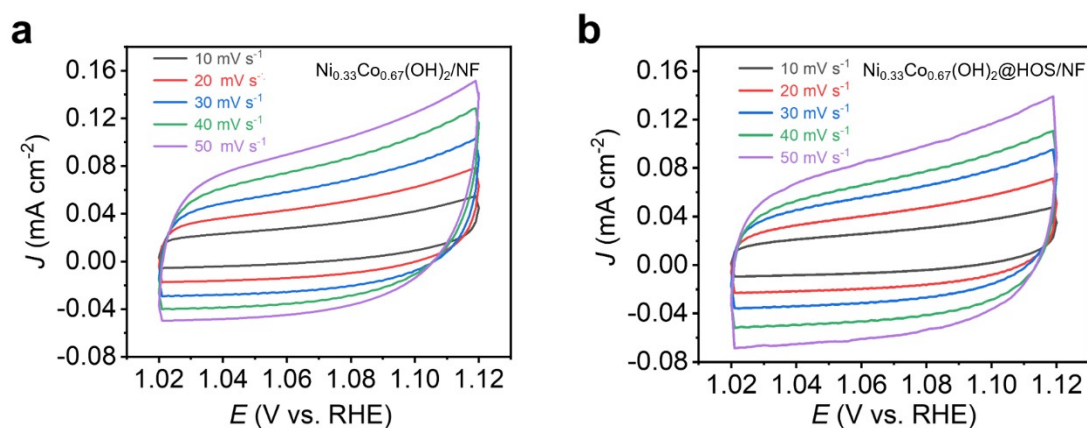 a
0.16
0.12
0.08
0.04
0.00
-0.04
-0.08
J (mA cm⁻²)
10 mV s⁻¹
20 mV s⁻¹
30 mV s⁻¹
40 mV s⁻¹
50 mV s⁻¹
Ni₀.₃₃Co₀.₆₇(OH)₂/NF
1.02 1.04 1.06 1.08 1.10 1.12
E (V vs. RHE)
b
0.16
0.12
0.08
0.04
0.00
-0.04
-0.08
J (mA cm⁻²)
10 mV s⁻¹
20 mV s⁻¹
30 mV s⁻¹
40 mV s⁻¹
50 mV s⁻¹
Ni₀.₃₃Co₀.₆₇(OH)₂@HOS/NF
1.02 1.04 1.06 1.08 1.10 1.12
E (V vs. RHE)